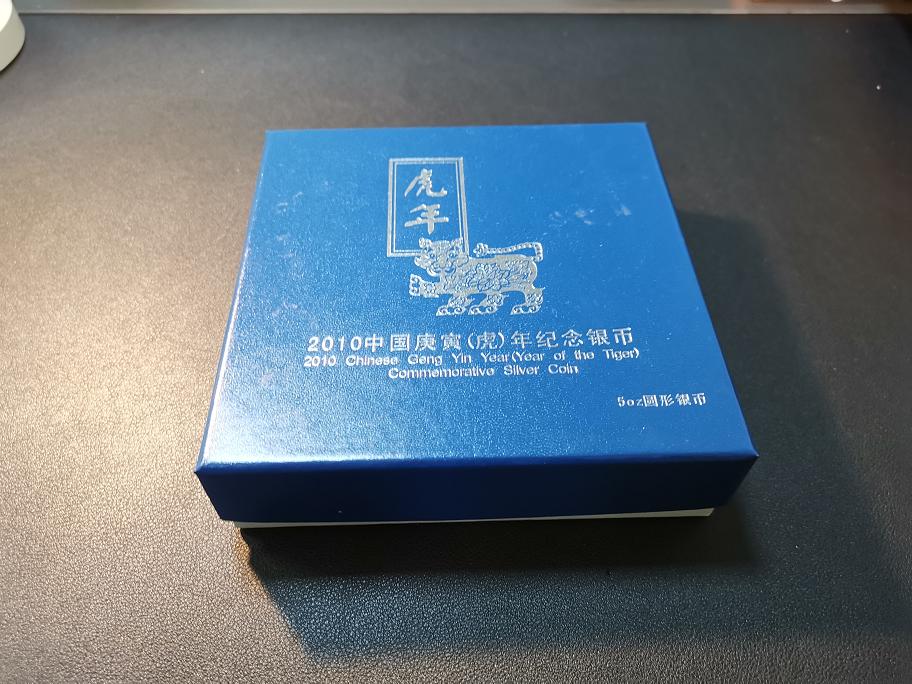 虎
年
2010中国庚寅(虎)年纪念银币
2010 Chinese Geng Yin Year(Year of the Tiger)
Commemorative Silver Coin
5oz圆形银币